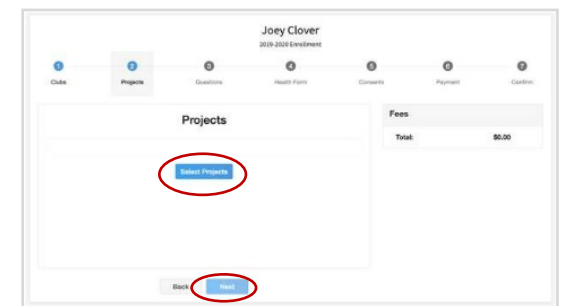 Joey Clover
2019-2020 Enrollment
1 2 3 4 5 6 7
Clubs Projects Questions Health Form Consents Payment Confirm
Projects
Fees
Total: $0.00
Select Projects
Back Next